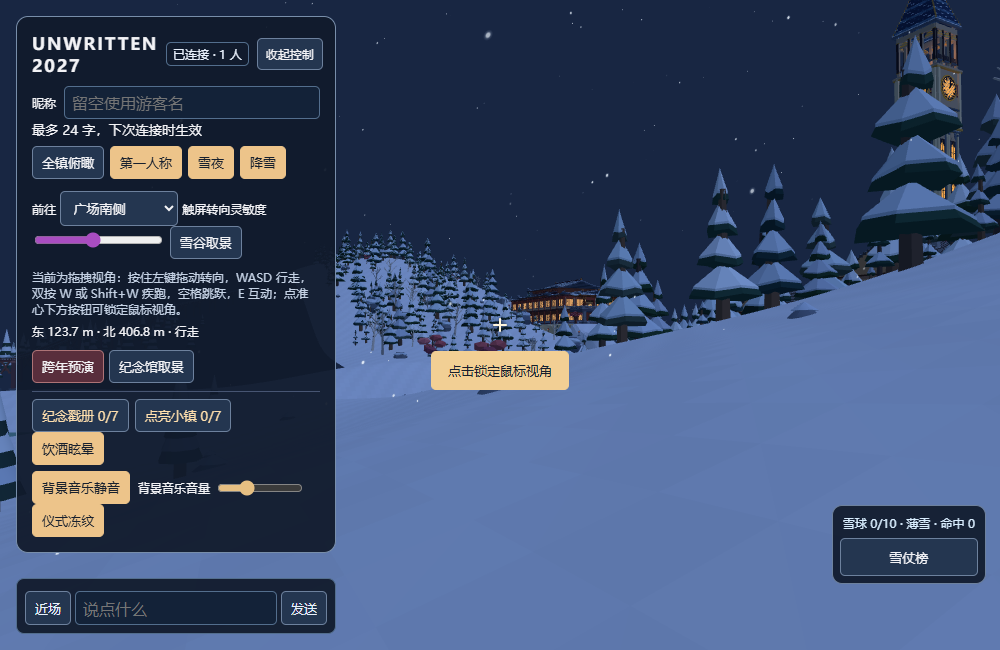 UNWRITTEN 2027
已连接 · 1 人
收起控制
昵称
留空使用游客名
最多 24 字，下次连接时生效
全镇俯瞰
第一人称
雪夜
降雪
前往
广场南侧
触屏转向灵敏度
雪谷取景
当前为拖拽视角：按住左键拖动转向，WASD 行走，
双按 W 或 Shift+W 疾跑，空格跳跃，E 互动；点准
心下方按钮可锁定鼠标视角。
东 123.7 m · 北 406.8 m · 行走
跨年预演
纪念馆取景
纪念戳册 0/7
点亮小镇 0/7
饮酒眩晕
背景音乐静音
背景音乐音量
仪式冻纹
近场
说点什么
发送
点击锁定鼠标视角
雪球 0/10 · 薄雪 · 命中 0
雪仗榜